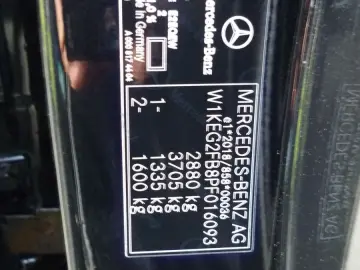 MERCEDES-BENZ AG
e1*2018/858*00036
W1KEG2FB8PF016093
2880 kg
3705 kg
1- 1335 kg
2- 1600 kg
Mercedes-Benz
Made in Germany